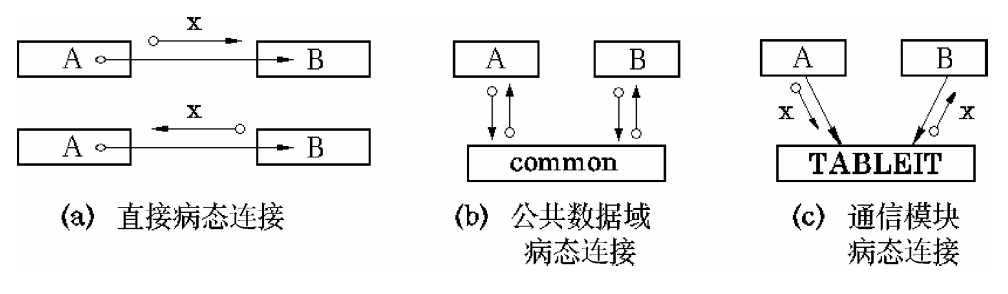 x
A B
x
A B
(a) 直接病态连接
A B
common
(b) 公共数据域
病态连接
A B
x x
TABLEIT
(c) 通信模块
病态连接